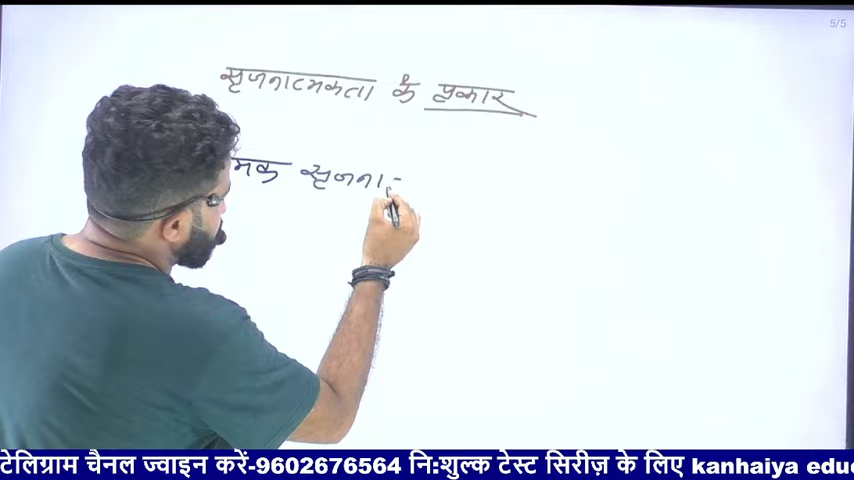 5/5
सृजनात्मकता के प्रकार
मक सृजना-
टेलिग्राम चैनल ज्वाइन करें-9602676564 नि:शुल्क टेस्ट सिरीज़ के लिए kanhaiya edu